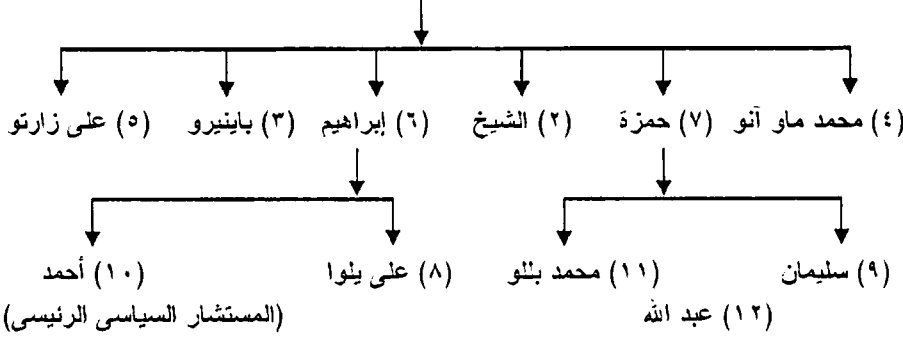 (٤) محمد ماو آنو (٧) حمزة (٢) الشيخ (٦) إبراهيم (٣) باينيرو (٥) على زارتو
(٩) سليمان (١١) محمد بللو (٨) على يلوا (١٠) أحمد
(١٢) عبد الله (المستشار السياسى الرئيسى)